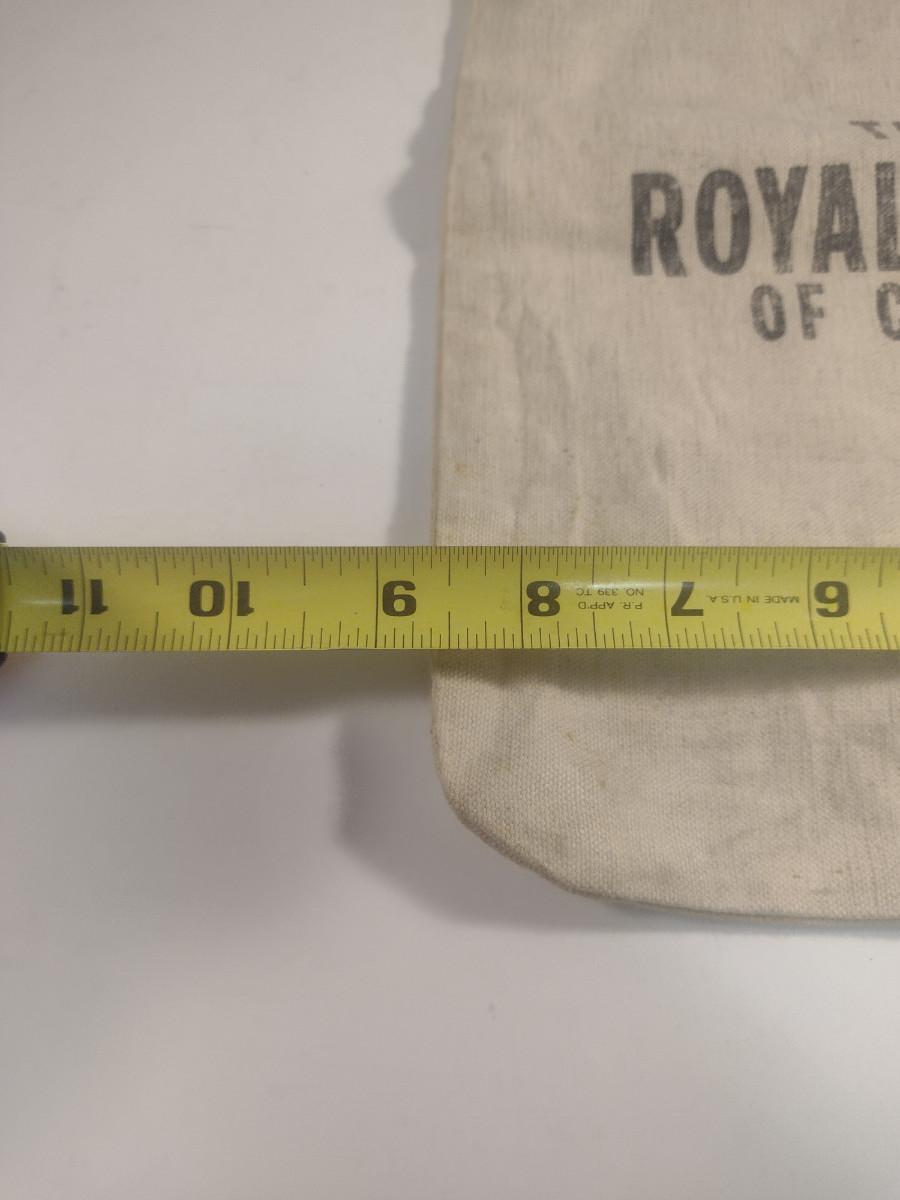 ROYAL
OF C
11 10 9 8 P.R. APP'D NO. 339 TC 7 MADE IN U.S.A. 6